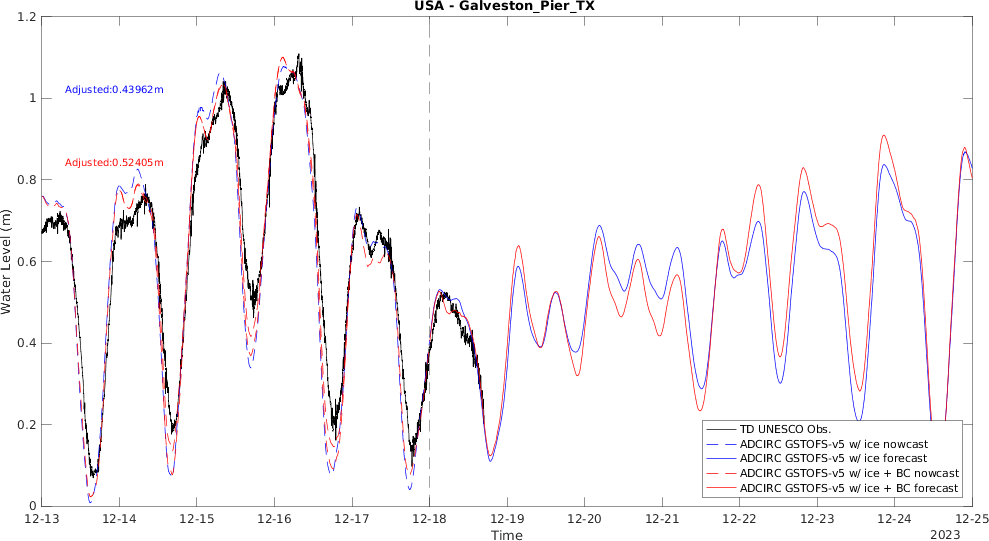 USA - Galveston_Pier_TX
1.2
1
0.8
0.6
0.4
0.2
0
Water Level (m)
Adjusted:0.43962m
Adjusted:0.52405m
TD UNESCO Obs.
ADCIRC GSTOFS-v5 w/ ice nowcast
ADCIRC GSTOFS-v5 w/ ice forecast
ADCIRC GSTOFS-v5 w/ ice + BC nowcast
ADCIRC GSTOFS-v5 w/ ice + BC forecast
12-13 12-14 12-15 12-16 12-17 12-18 12-19 12-20 12-21 12-22 12-23 12-24 12-25
Time
2023